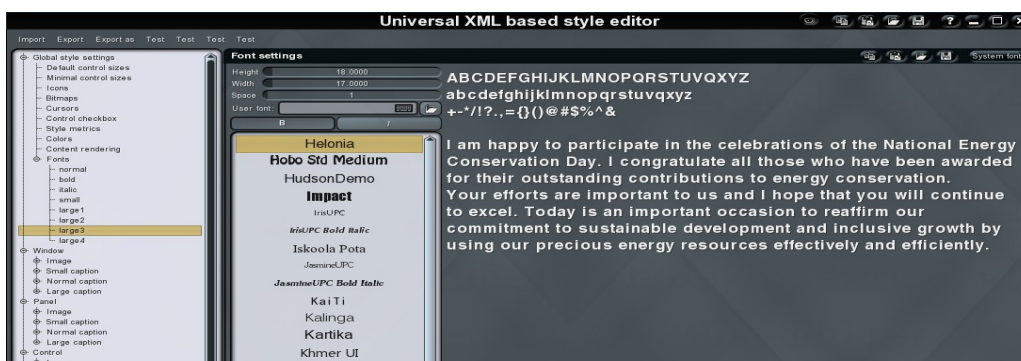 Universal XML based style editor
Import Export Export as Test Test Test Test
Global style settings
Default control sizes
Minimal control sizes
Icons
Bitmaps
Cursors
Control checkbox
Style metrics
Colors
Content rendering
Fonts
normal
bold
italic
small
large1
large2
large3
large4
Window
Image
Small caption
Normal caption
Large caption
Panel
Image
Small caption
Normal caption
Large caption
Control
Font settings
System font
Height 18.0000
Width 17.0000
Space 1
User font:
B I
Helonia
Hobo Std Medium
HudsonDemo
Impact
IrisUPC
IrisUPC Bold Italic
Iskoola Pota
JasmineUPC
JasmineUPC Bold Italic
KaiTi
Kalinga
Kartika
Khmer UI
ABCDEFGHIJKLMNOPQRSTUVQXYZ
abcdefghijklmnopqrstuvqxyz
+-*/!?.,={}()@#$%^&
I am happy to participate in the celebrations of the National Energy
Conservation Day. I congratulate all those who have been awarded
for their outstanding contributions to energy conservation.
Your efforts are important to us and I hope that you will continue
to excel. Today is an important occasion to reaffirm our
commitment to sustainable development and inclusive growth by
using our precious energy resources effectively and efficiently.